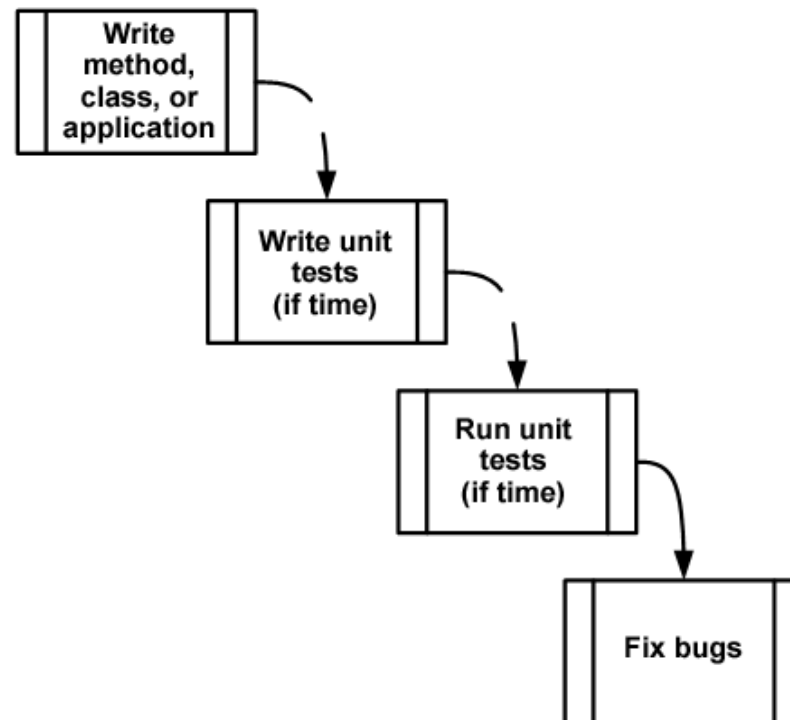 Write
method,
class, or
application
Write unit
tests
(if time)
Run unit
tests
(if time)
Fix bugs